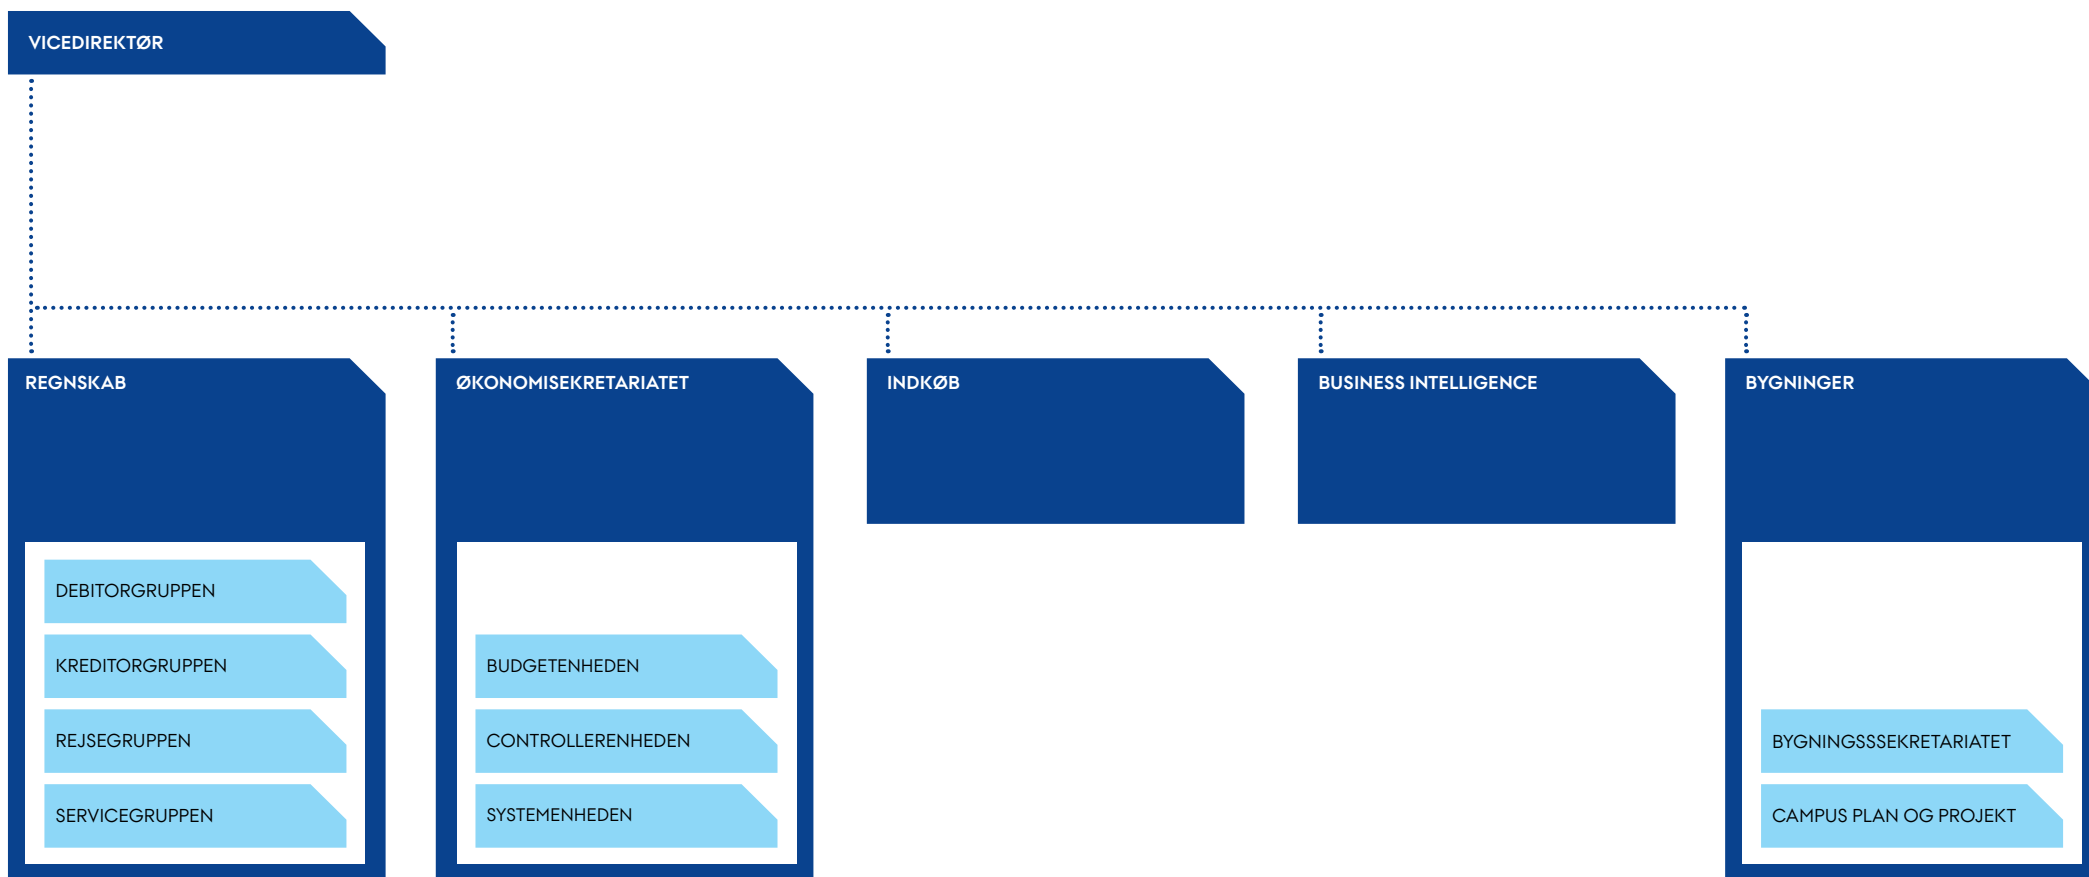 VICEDIREKTØR
REGNSKAB
DEBITORGRUPPEN
KREDITORGRUPPEN
REJSEGRUPPEN
SERVICEGRUPPEN
ØKONOMISEKRETARIATET
BUDGETENHEDEN
CONTROLLERENHEDEN
SYSTEMENHEDEN
INDKØB
BUSINESS INTELLIGENCE
BYGNINGER
BYGNINGSSSEKRETARIATET
CAMPUS PLAN OG PROJEKT